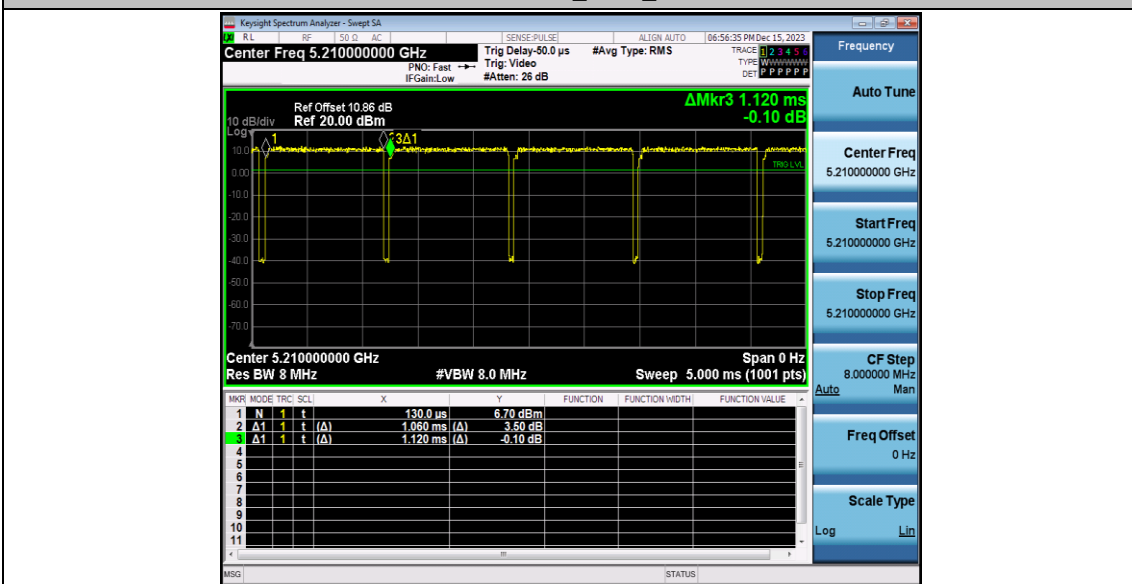 Keysight Spectrum Analyzer - Swept SA
LXI RL RF 50 Ω AC SENSE:PULSE ALIGN AUTO 06:56:35 PM Dec 15, 2023
Center Freq 5.210000000 GHz
PNO: Fast
IFGain:Low
Trig Delay-50.0 µs
Trig: Video
#Atten: 26 dB
#Avg Type: RMS
TRACE 1 2 3 4 5 6
TYPE WWWWWW
DET P P P P P P
ΔMkr3 1.120 ms
-0.10 dB
Ref Offset 10.86 dB
10 dB/div Ref 20.00 dBm
Log
1 3Δ1
10.0
TRIG LVL
0.00
-10.0
-20.0
-30.0
-40.0
-50.0
-60.0
-70.0
Center 5.210000000 GHz Span 0 Hz
Res BW 8 MHz #VBW 8.0 MHz Sweep 5.000 ms (1001 pts)
MKR MODE TRC SCL X Y FUNCTION FUNCTION WIDTH FUNCTION VALUE
1 N 1 t 130.0 µs 6.70 dBm
2 Δ1 1 t (Δ) 1.060 ms (Δ) 3.50 dB
3 Δ1 1 t (Δ) 1.120 ms (Δ) -0.10 dB
4
5
6
7
8
9
10
11
MSG STATUS
Frequency
Auto Tune
Center Freq
5.210000000 GHz
Start Freq
5.210000000 GHz
Stop Freq
5.210000000 GHz
CF Step
8.000000 MHz
Auto Man
Freq Offset
0 Hz
Scale Type
Log Lin